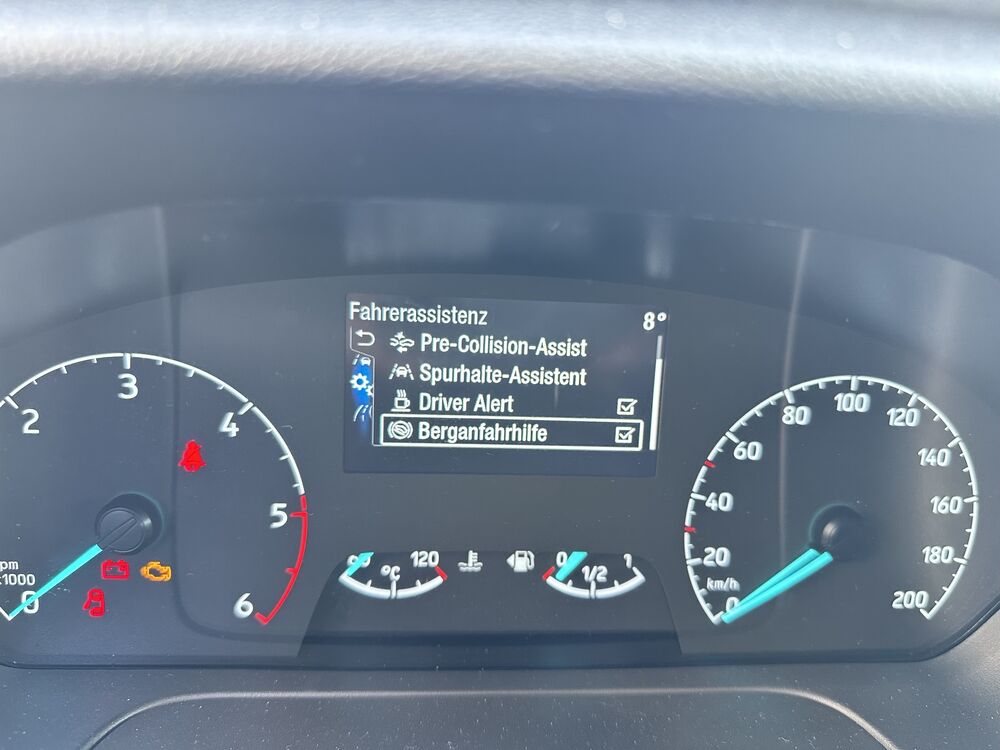 Fahrerassistenz
8°
Pre-Collision-Assist
Spurhalte-Assistent
Driver Alert
Berganfahrhilfe
0
2
3
4
5
6
pm
x1000
120
°C
0
1/2
1
0
20
40
60
80
100
120
140
160
180
200
km/h